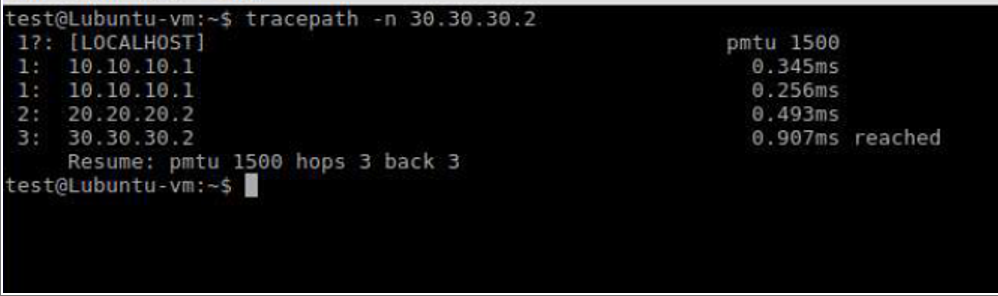 test@Lubuntu-vm:~$ tracepath -n 30.30.30.2
1?: [LOCALHOST] pmtu 1500
1: 10.10.10.1 0.345ms
1: 10.10.10.1 0.256ms
2: 20.20.20.2 0.493ms
3: 30.30.30.2 0.907ms reached
Resume: pmtu 1500 hops 3 back 3
test@Lubuntu-vm:~$